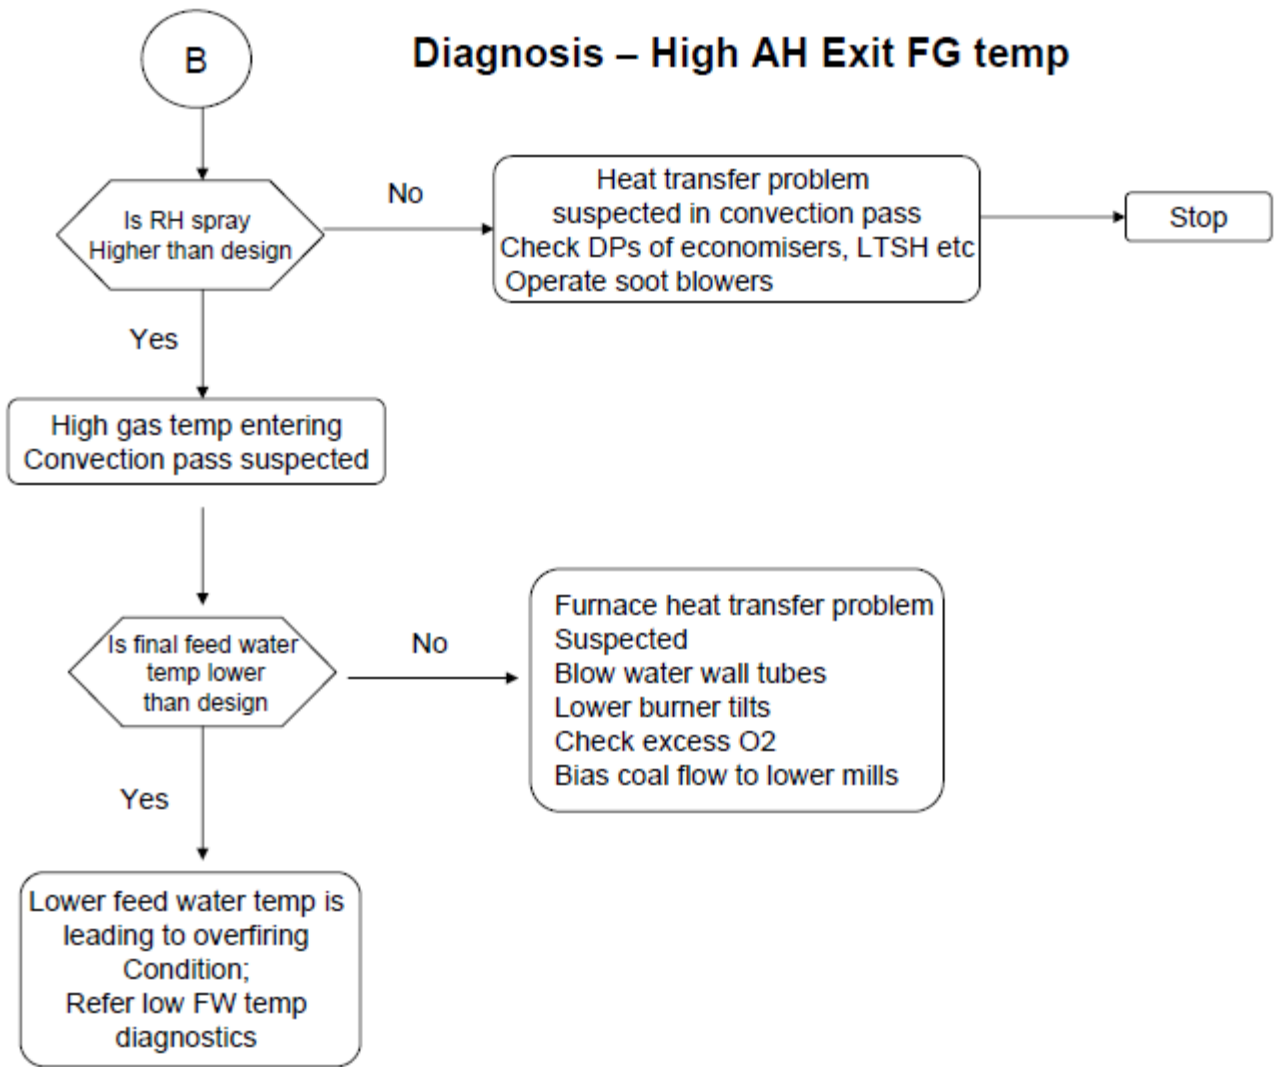 B
Diagnosis – High AH Exit FG temp
Is RH spray
Higher than design
No
Heat transfer problem
suspected in convection pass
Check DPs of economisers, LTSH etc
Operate soot blowers
Stop
Yes
High gas temp entering
Convection pass suspected
Is final feed water
temp lower
than design
No
Furnace heat transfer problem
Suspected
Blow water wall tubes
Lower burner tilts
Check excess O2
Bias coal flow to lower mills
Yes
Lower feed water temp is
leading to overfiring
Condition;
Refer low FW temp
diagnostics